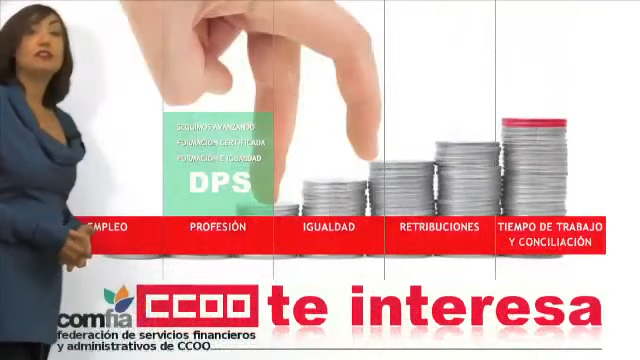 SEGUIMOS AVANZANDO
FORMACIÓN CERTIFICADA
FORMACIÓN E IGUALDAD
DPS
EMPLEO
PROFESIÓN
IGUALDAD
RETRIBUCIONES
TIEMPO DE TRABAJO
Y CONCILIACIÓN
comfia CCOO te interesa
federación de servicios financieros
y administrativos de CCOO